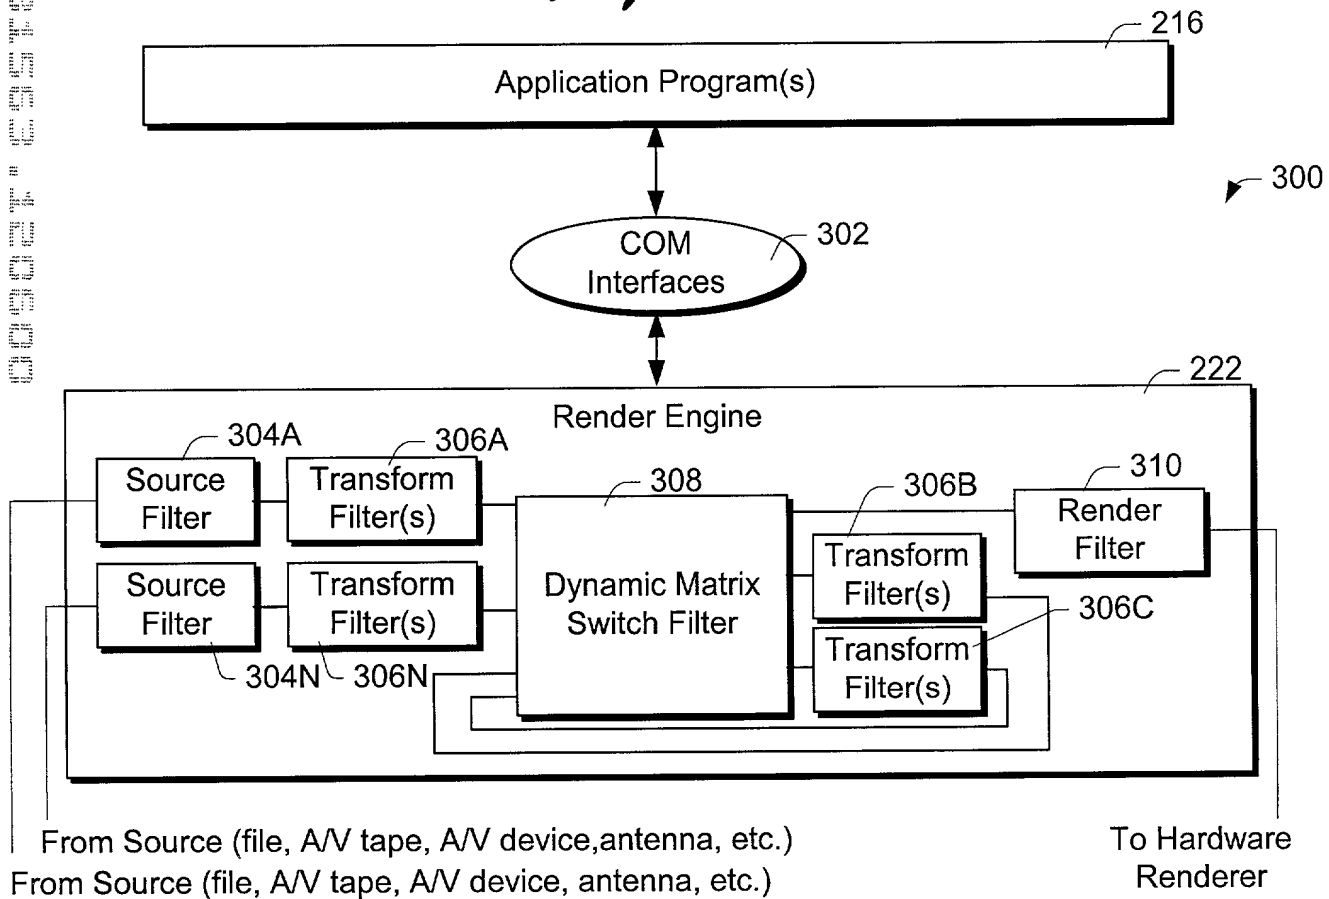 216
Application Program(s)
300
COM
Interfaces
302
222
Render Engine
304A
306A
308
306B
310
Source
Filter
Transform
Filter(s)
Render
Filter
Dynamic Matrix
Switch Filter
Transform
Filter(s)
306C
Source
Filter
Transform
Filter(s)
Transform
Filter(s)
304N
306N
From Source (file, A/V tape, A/V device,antenna, etc.)
From Source (file, A/V tape, A/V device, antenna, etc.)
To Hardware
Renderer